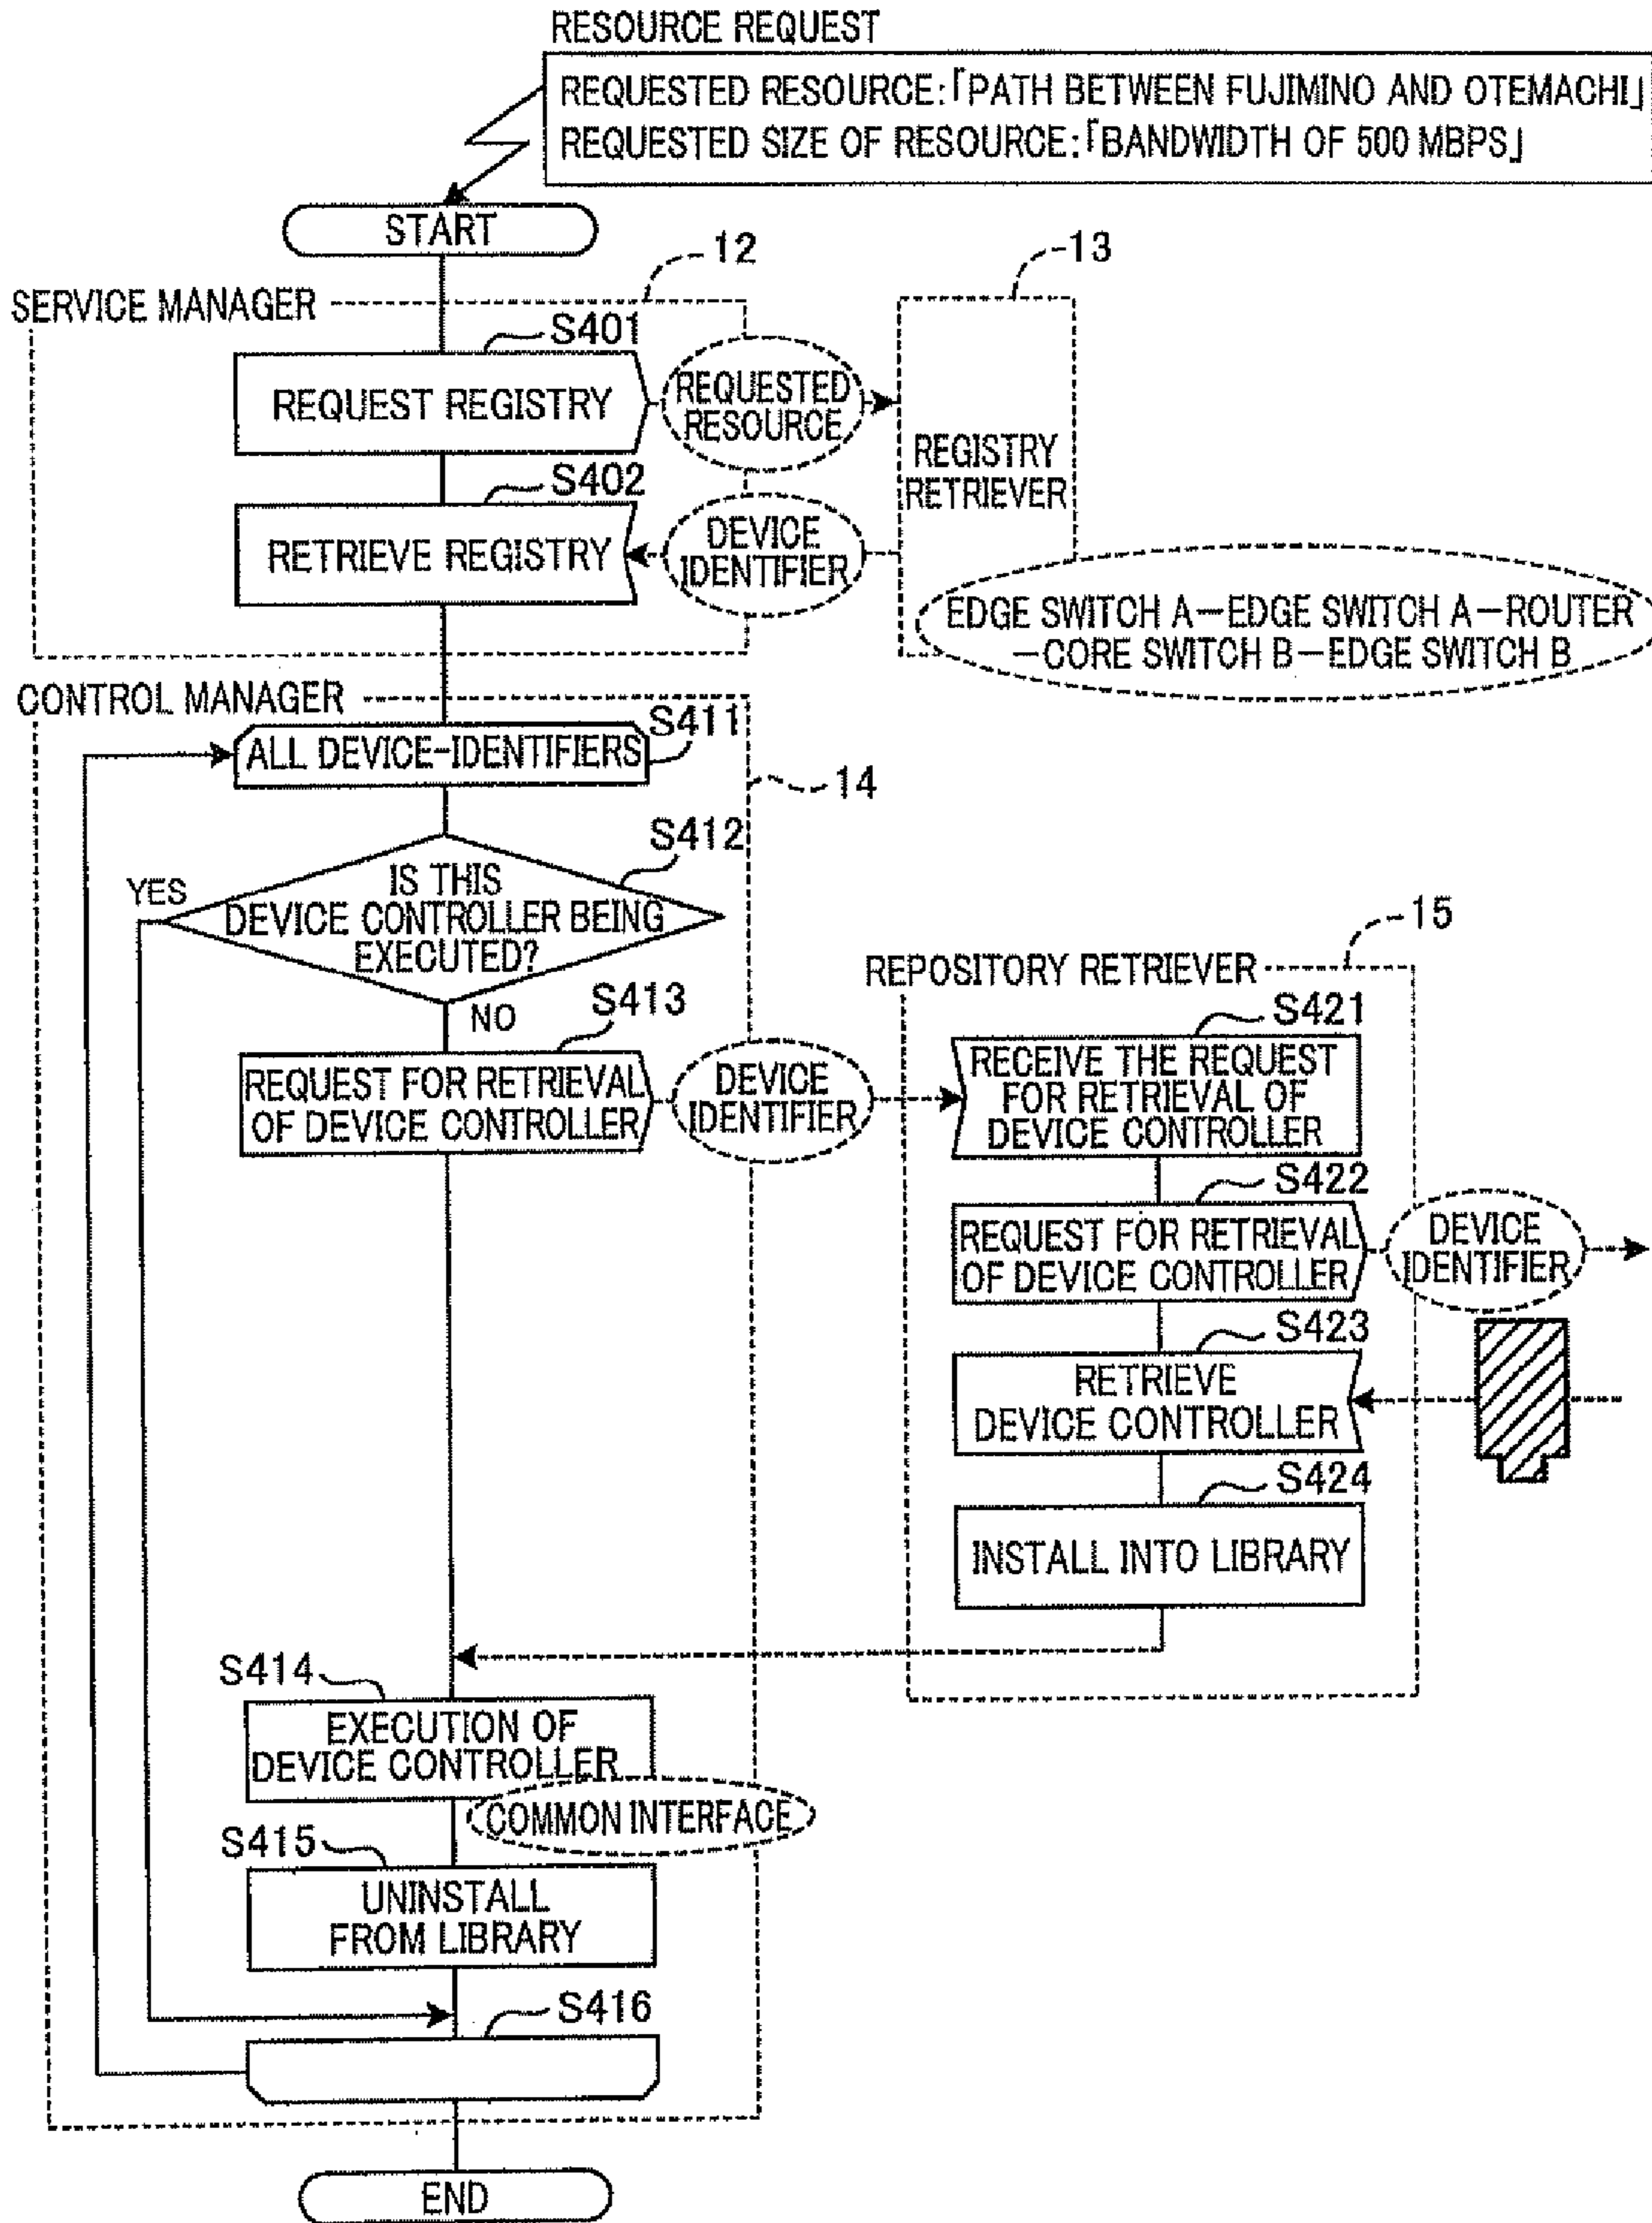 RESOURCE REQUEST
REQUESTED RESOURCE:「PATH BETWEEN FUJIMINO AND OTEMACHI」
REQUESTED SIZE OF RESOURCE:「BANDWIDTH OF 500 MBPS」
START
12
13
SERVICE MANAGER
S401
REQUEST REGISTRY
REQUESTED
RESOURCE
REGISTRY
RETRIEVER
S402
RETRIEVE REGISTRY
DEVICE
IDENTIFIER
EDGE SWITCH A-EDGE SWITCH A-ROUTER
-CORE SWITCH B-EDGE SWITCH B
CONTROL MANAGER
S411
ALL DEVICE-IDENTIFIERS
14
S412
YES
IS THIS
DEVICE CONTROLLER BEING
EXECUTED?
NO
15
REPOSITORY RETRIEVER
S413
REQUEST FOR RETRIEVAL
OF DEVICE CONTROLLER
DEVICE
IDENTIFIER
S421
RECEIVE THE REQUEST
FOR RETRIEVAL OF
DEVICE CONTROLLER
S422
REQUEST FOR RETRIEVAL
OF DEVICE CONTROLLER
DEVICE
IDENTIFIER
S423
RETRIEVE
DEVICE CONTROLLER
S424
INSTALL INTO LIBRARY
S414
EXECUTION OF
DEVICE CONTROLLER
COMMON INTERFACE
S415
UNINSTALL
FROM LIBRARY
S416
END